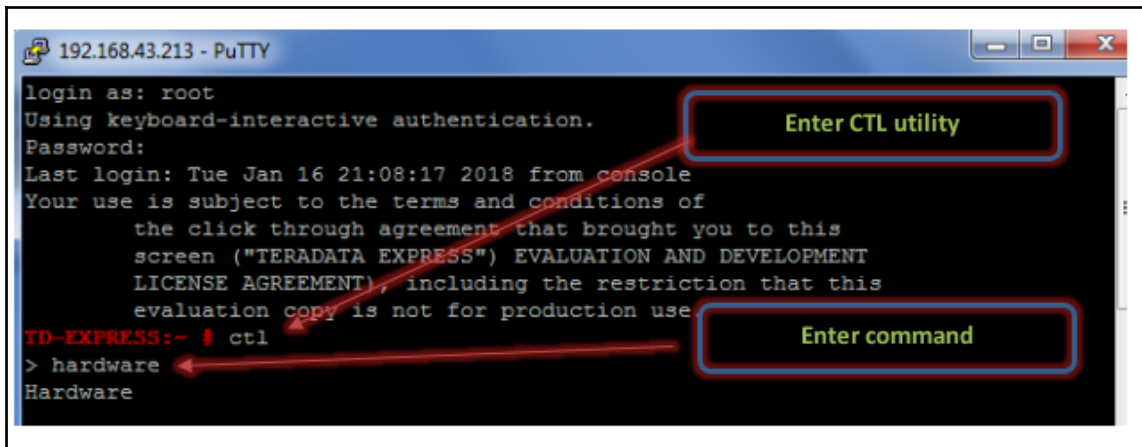 192.168.43.213 - PuTTY
login as: root
Using keyboard-interactive authentication.
Enter CTL utility
Password:
Last login: Tue Jan 16 21:08:17 2018 from console
Your use is subject to the terms and conditions of
the click through agreement that brought you to this
screen ("TERADATA EXPRESS") EVALUATION AND DEVELOPMENT
LICENSE AGREEMENT), including the restriction that this
evaluation copy is not for production use.
TD-EXPRESS:~ # ctl
Enter command
> hardware
Hardware